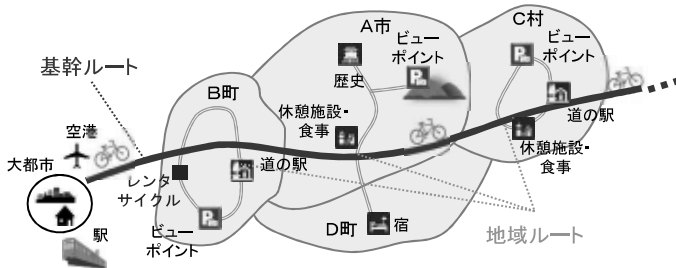 基幹ルート
空港
大都市
駅
B町
レンタ
サイクル
ビュー
ポイント
道の駅
A市
歴史
ビュー
ポイント
休憩施設・
食事
D町
宿
C村
ビュー
ポイント
道の駅
休憩施設・
食事
地域ルート